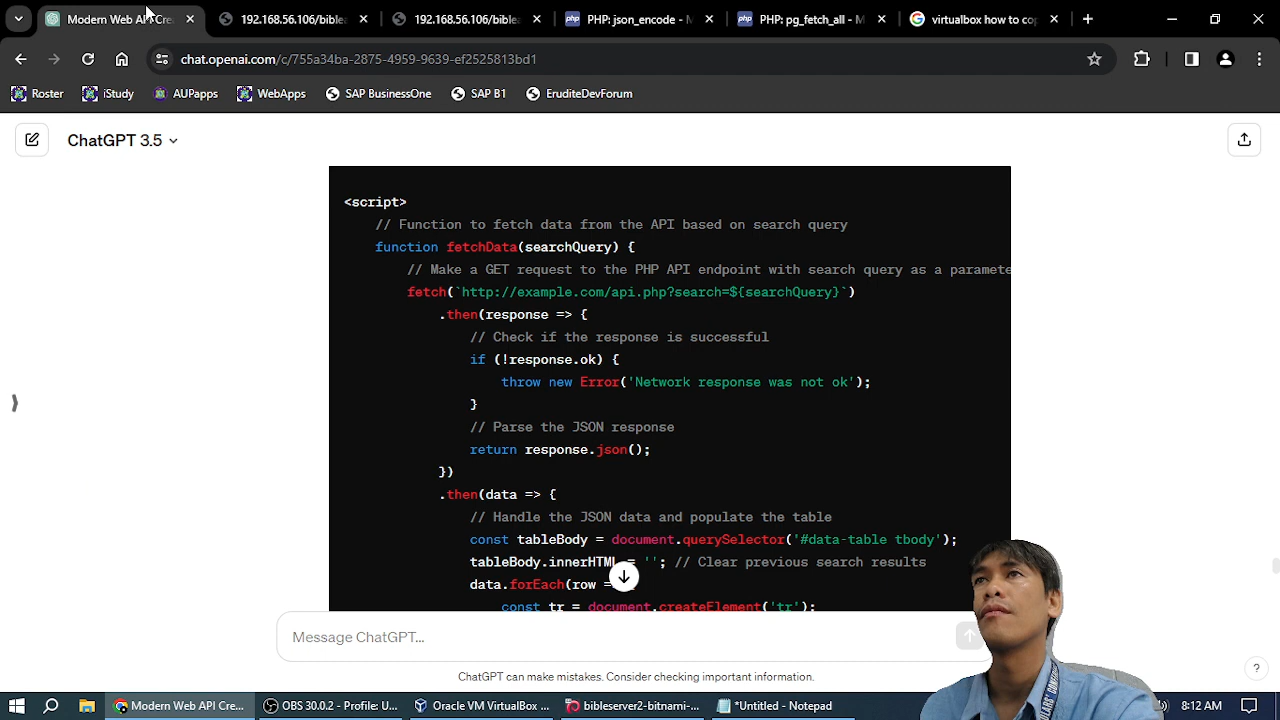 Modern Web API Cre
192.168.56.106/biblea
192.168.56.106/biblea
PHP: json_encode - M
PHP: pg_fetch_all - M
virtualbox how to cop
chat.openai.com/c/755a34ba-2875-4959-9639-ef2525813bd1
Roster
iStudy
AUPapps
WebApps
SAP BusinessOne
SAP B1
EruditeDevForum
ChatGPT 3.5
<script>
// Function to fetch data from the API based on search query
function fetchData(searchQuery) {
// Make a GET request to the PHP API endpoint with search query as a paramete
fetch(`http://example.com/api.php?search=${searchQuery}`)
.then(response => {
// Check if the response is successful
if (!response.ok) {
throw new Error('Network response was not ok');
}
// Parse the JSON response
return response.json();
})
.then(data => {
// Handle the JSON data and populate the table
const tableBody = document.querySelector('#data-table tbody');
tableBody.innerHTML = ''; // Clear previous search results
data.forEach(row =
const tr = document.createElement('tr');
Message ChatGPT...
ChatGPT can make mistakes. Consider checking important information.
?
Modern Web API Cre...
OBS 30.0.2 - Profile U...
Oracle VM VirtualBox ...
bibleserver2-bitnami-...
*Untitled - Notepad
8:12 AM